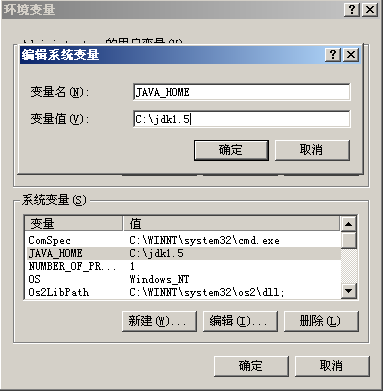 环境变量
的用户变量(U)
编辑系统变量
变量名(N): JAVA_HOME
变量值(V): C:\jdk1.5
确定 取消
系统变量(S)
变量 值
ComSpec C:\WINNT\system32\cmd.exe
JAVA_HOME C:\jdk1.5
NUMBER_OF_PR... 1
OS Windows_NT
Os2LibPath C:\WINNT\system32\os2\dll;
新建(W)... 编辑(I)... 删除(L)
确定 取消